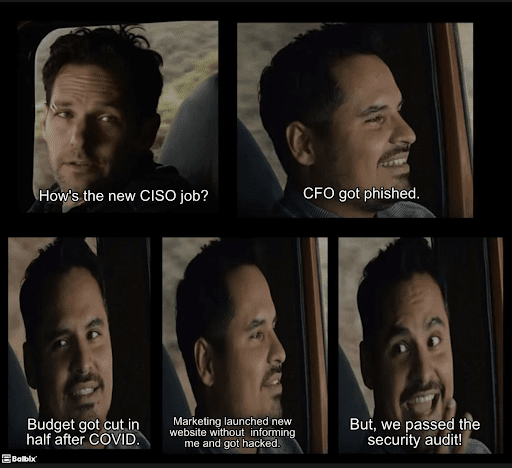 How's the new CISO job?
CFO got phished.
Budget got cut in
half after COVID.
Marketing launched new
website without informing
me and got hacked.
But, we passed the
security audit!
Balbix